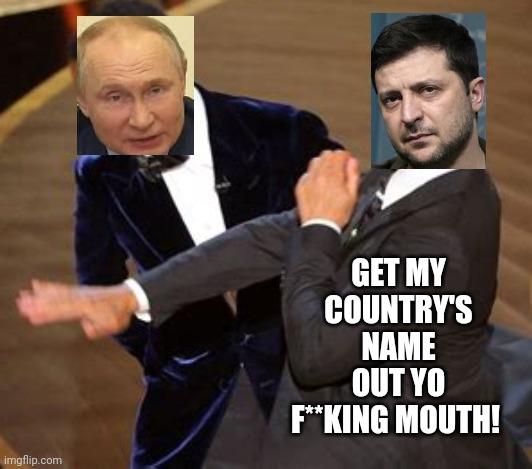 GET MY
COUNTRY'S
NAME
OUT YO
F**KING MOUTH!
imgflip.com